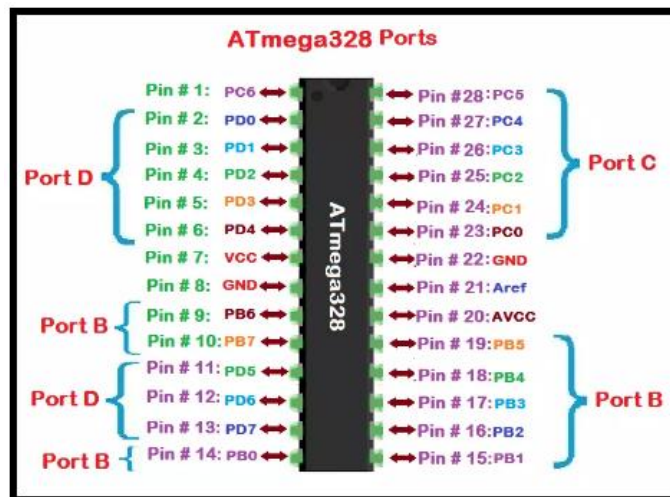 ATmega328 Ports
Pin # 1: PC6
Pin # 2: PD0
Pin # 3: PD1
Pin # 4: PD2
Pin # 5: PD3
Pin # 6: PD4
Port D
Pin # 7: VCC
Pin # 8: GND
Pin # 9: PB6
Pin # 10: PB7
Port B
Pin # 11: PD5
Pin # 12: PD6
Pin # 13: PD7
Port D
Pin # 14: PB0
Port B
ATmega328
Pin #28: PC5
Pin #27: PC4
Pin # 26: PC3
Pin # 25: PC2
Pin # 24: PC1
Pin # 23: PC0
Port C
Pin # 22: GND
Pin # 21: Aref
Pin # 20: AVCC
Pin # 19: PB5
Pin # 18: PB4
Pin # 17: PB3
Pin # 16: PB2
Pin # 15: PB1
Port B